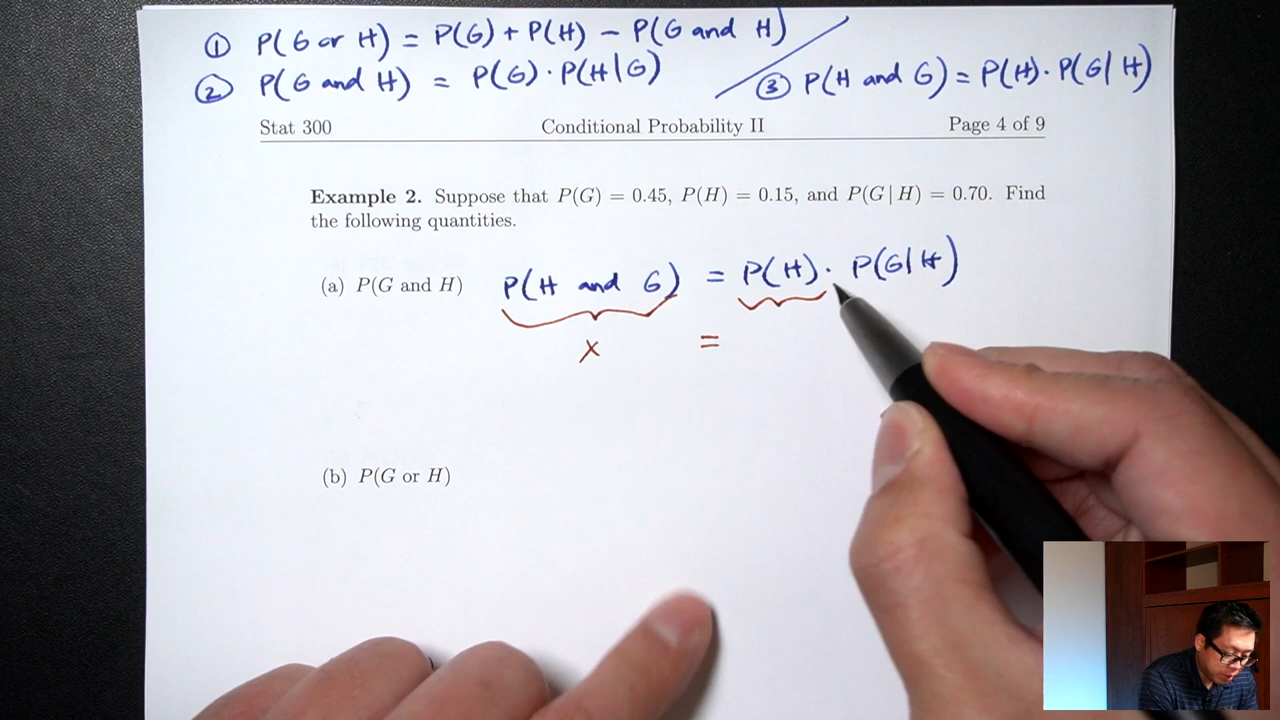 ① P(G or H) = P(G) + P(H) − P(G and H)
② P(G and H) = P(G) · P(H|G) ③ P(H and G) = P(H) · P(G|H)
Stat 300 Conditional Probability II Page 4 of 9
Example 2. Suppose that P(G) = 0.45, P(H) = 0.15, and P(G | H) = 0.70. Find
the following quantities.
(a) P(G and H) P(H and G) = P(H) · P(G|H)
x =
(b) P(G or H)